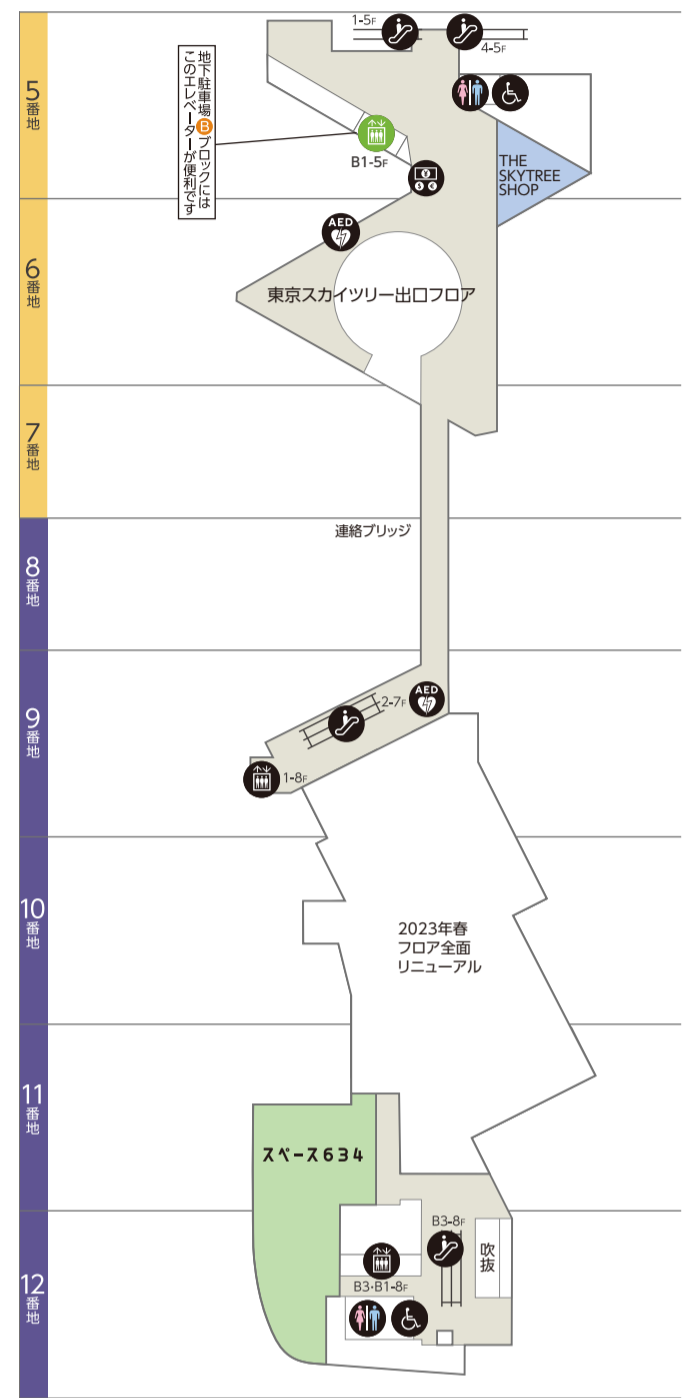 1-5F
4-5F
5
番地
地下駐車場Ⓑブロックには
このエレベーターが便利です
B1-5F
THE
SKYTREE
SHOP
AED
6
番地
東京スカイツリー出口フロア
7
番地
連絡ブリッジ
8
番地
9
番地
2-7F
AED
1-8F
10
番地
2023年春
フロア全面
リニューアル
11
番地
スペース634
12
番地
B3-8F
吹抜
B3・B1-8F